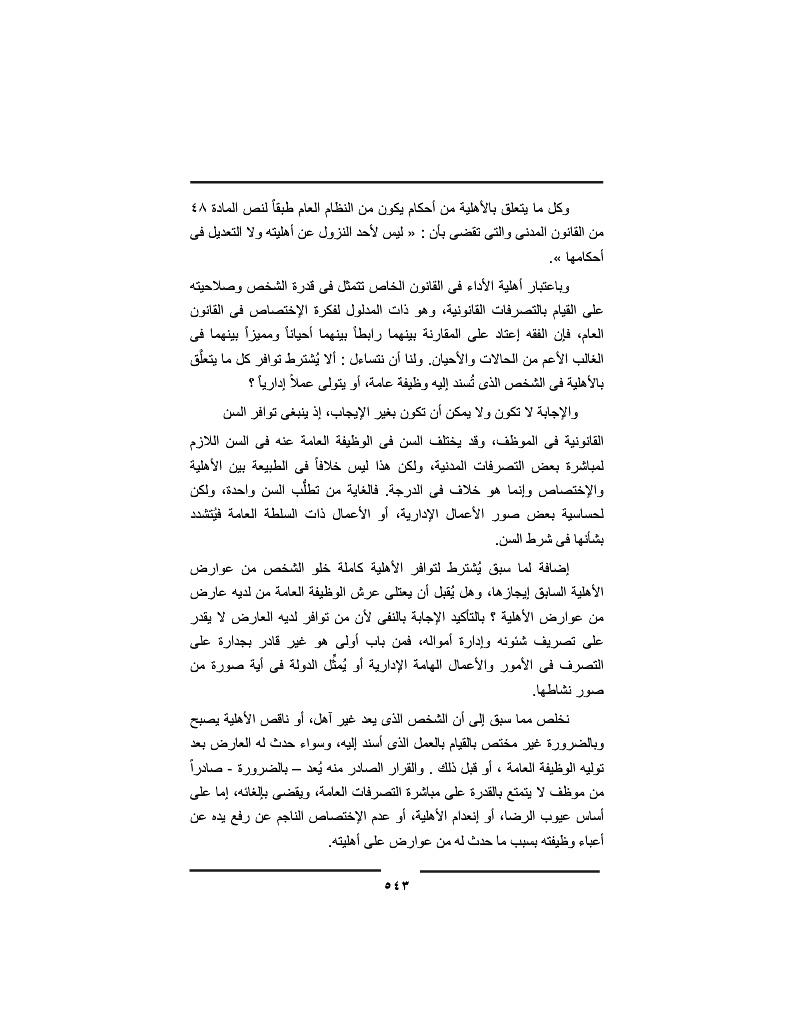 وكل ما يتعلق بالأهلية من أحكام يكون من النظام العام طبقاً لنص المادة ٤٨
من القانون المدنى والتى تقضى بأن : « ليس لأحد النزول عن أهليته ولا التعديل فى
أحكامها ».
وباعتبار أهلية الأداء فى القانون الخاص تتمثل فى قدرة الشخص وصلاحيته
على القيام بالتصرفات القانونية، وهو ذات المدلول لفكرة الإختصاص فى القانون
العام، فإن الفقه إعتاد على المقارنة بينهما رابطاً بينهما أحياناً ومميزاً بينهما فى
الغالب الأعم من الحالات والأحيان. ولنا أن نتساءل : ألا يُشترط توافر كل ما يتعلَّق
بالأهلية فى الشخص الذى تُسند إليه وظيفة عامة، أو يتولى عملاً إدارياً ؟
والإجابة لا تكون ولا يمكن أن تكون بغير الإيجاب، إذ ينبغى توافر السن
القانونية فى الموظف، وقد يختلف السن فى الوظيفة العامة عنه فى السن اللازم
لمباشرة بعض التصرفات المدنية، ولكن هذا ليس خلافاً فى الطبيعة بين الأهلية
والإختصاص وإنما هو خلاف فى الدرجة. فالغاية من تطلُّب السن واحدة، ولكن
لحساسية بعض صور الأعمال الإدارية، أو الأعمال ذات السلطة العامة فيُتشدد
بشأنها فى شرط السن.
إضافة لما سبق يُشترط لتوافر الأهلية كاملة خلو الشخص من عوارض
الأهلية السابق إيجازها، وهل يُقبل أن يعتلى عرش الوظيفة العامة من لديه عارض
من عوارض الأهلية ؟ بالتأكيد الإجابة بالنفى لأن من توافر لديه العارض لا يقدر
على تصريف شئونه وإدارة أمواله، فمن باب أولى هو غير قادر بجدارة على
التصرف فى الأمور والأعمال الهامة الإدارية أو يُمثِّل الدولة فى أية صورة من
صور نشاطها.
نخلص مما سبق إلى أن الشخص الذى يعد غير آهل، أو ناقص الأهلية يصبح
وبالضرورة غير مختص بالقيام بالعمل الذى أسند إليه، وسواء حدث له العارض بعد
توليه الوظيفة العامة ، أو قبل ذلك . والقرار الصادر منه يُعد – بالضرورة - صادراً
من موظف لا يتمتع بالقدرة على مباشرة التصرفات العامة، ويقضى بإلغائه، إما على
أساس عيوب الرضا، أو إنعدام الأهلية، أو عدم الإختصاص الناجم عن رفع يده عن
أعباء وظيفته بسبب ما حدث له من عوارض على أهليته.
٥٤٣